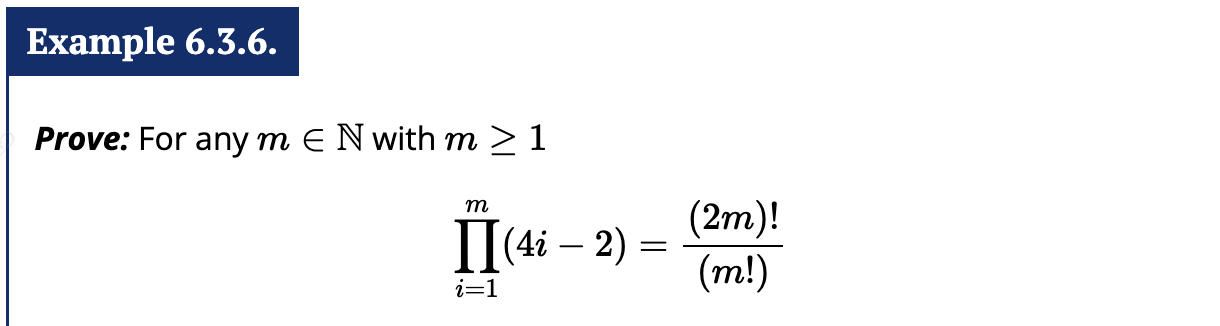 Example 6.3.6.
Prove: For any m ∈ ℕ with m ≥ 1
∏_{i=1}^{m} (4i − 2) = (2m)! / (m!)